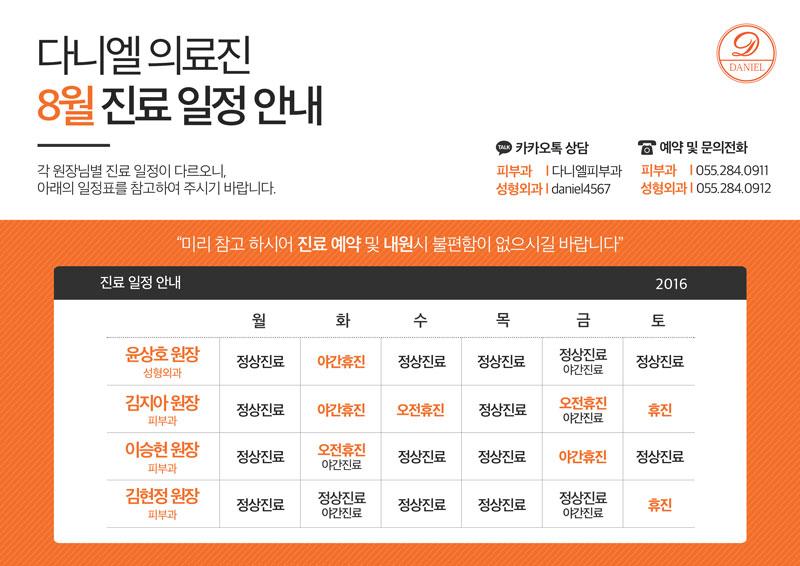 다니엘 의료진
8월 진료 일정 안내
각 원장님별 진료 일정이 다르오니,
아래의 일정표를 참고하여 주시기 바랍니다.
D
DANIEL
TALK 카카오톡 상담
피부과 | 다니엘피부과
성형외과 | daniel4567
예약 및 문의전화
피부과 | 055.284.0911
성형외과 | 055.284.0912
“미리 참고 하시어 진료 예약 및 내원시 불편함이 없으시길 바랍니다”
진료 일정 안내 2016
월 화 수 목 금 토
윤상호 원장 정상진료 야간휴진 정상진료 정상진료 정상진료 정상진료
성형외과 야간진료
김지아 원장 정상진료 야간휴진 오전휴진 정상진료 오전휴진 휴진
피부과 야간진료
이승현 원장 정상진료 오전휴진 정상진료 정상진료 야간휴진 정상진료
피부과 야간진료
김현정 원장 정상진료 정상진료 정상진료 정상진료 정상진료 휴진
피부과 야간진료 야간진료